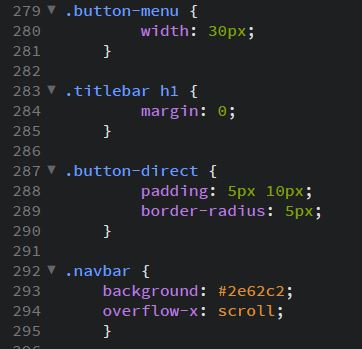 279 .button-menu {
280 width: 30px;
281 }
282
283 .titlebar h1 {
284 margin: 0;
285 }
286
287 .button-direct {
288 padding: 5px 10px;
289 border-radius: 5px;
290 }
291
292 .navbar {
293 background: #2e62c2;
294 overflow-x: scroll;
295 }